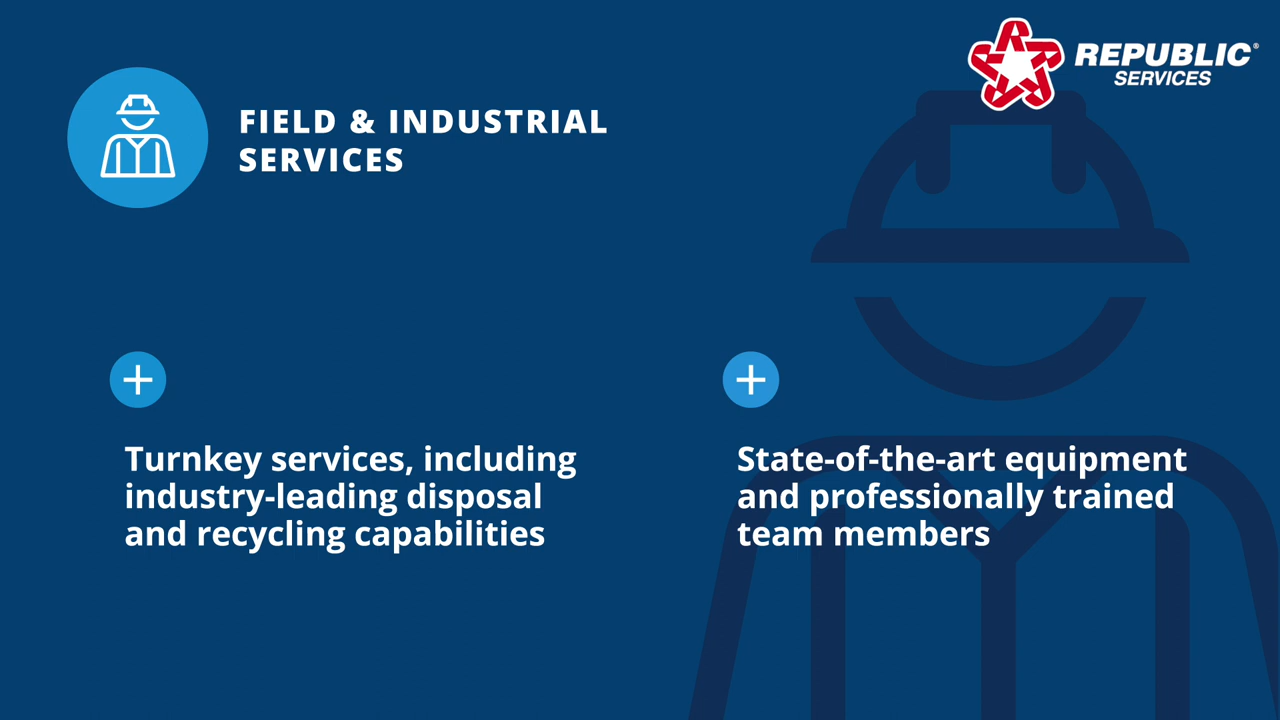 REPUBLIC®
SERVICES
FIELD & INDUSTRIAL
SERVICES
Turnkey services, including
industry-leading disposal
and recycling capabilities
State-of-the-art equipment
and professionally trained
team members